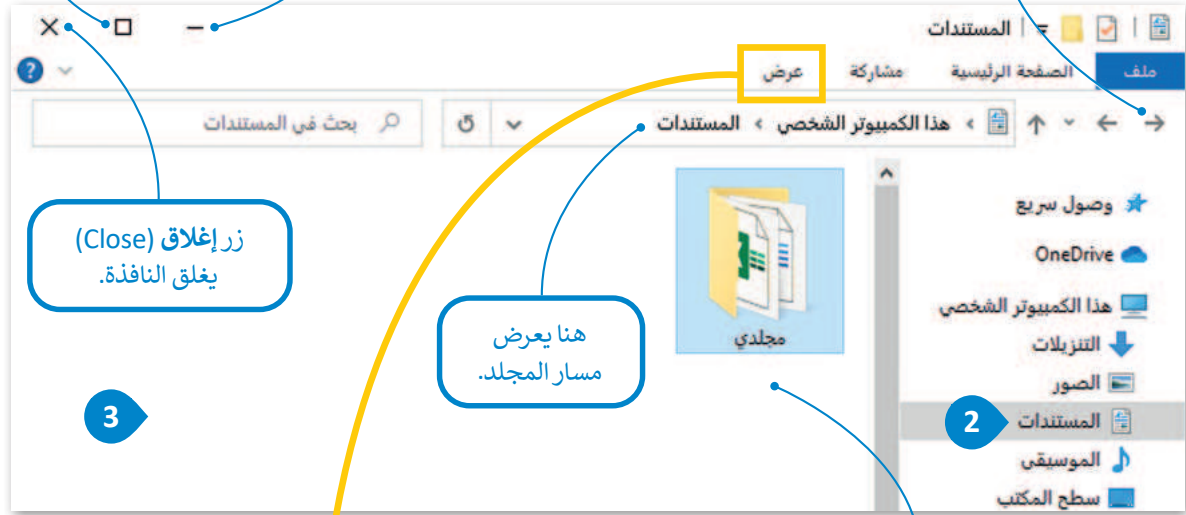 المستندات
ملف الصفحة الرئيسية مشاركة عرض
هذا الكمبيوتر الشخصي › المستندات
بحث في المستندات
وصول سريع
OneDrive
هذا الكمبيوتر الشخصي
التنزيلات
الصور
المستندات
2
الموسيقى
سطح المكتب
مجلدي
هنا يعرض
مسار المجلد.
زر إغلاق (Close)
يغلق النافذة.
3